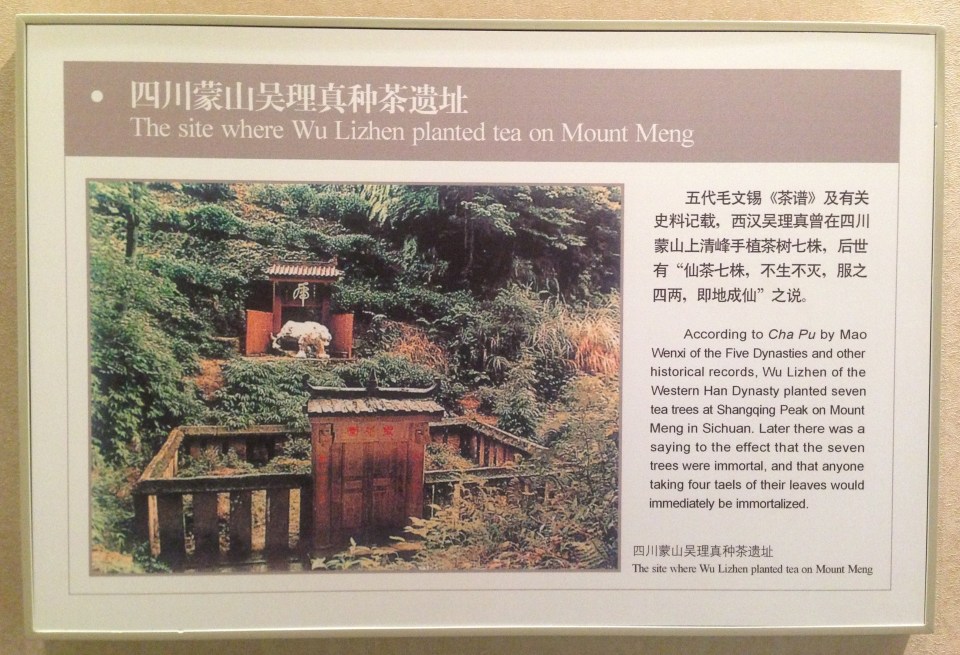 四川蒙山吴理真种茶遗址
The site where Wu Lizhen planted tea on Mount Meng
五代毛文锡《茶谱》及有关
史料记载，西汉吴理真曾在四川
蒙山上清峰手植茶树七株，后世
有“仙茶七株，不生不灭，服之
四两，即地成仙”之说。
According to Cha Pu by Mao
Wenxi of the Five Dynasties and other
historical records, Wu Lizhen of the
Western Han Dynasty planted seven
tea trees at Shangqing Peak on Mount
Meng in Sichuan. Later there was a
saying to the effect that the seven
trees were immortal, and that anyone
taking four taels of their leaves would
immediately be immortalized.
四川蒙山吴理真种茶遗址
The site where Wu Lizhen planted tea on Mount Meng